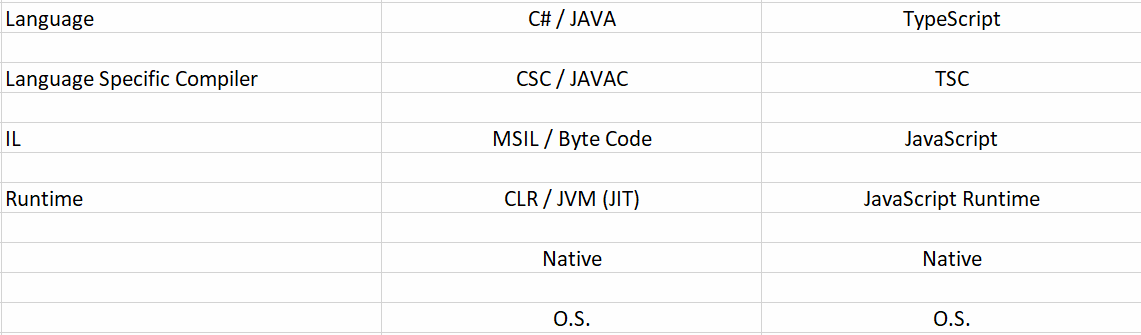 Language C# / JAVA TypeScript
Language Specific Compiler CSC / JAVAC TSC
IL MSIL / Byte Code JavaScript
Runtime CLR / JVM (JIT) JavaScript Runtime
Native Native
O.S. O.S.